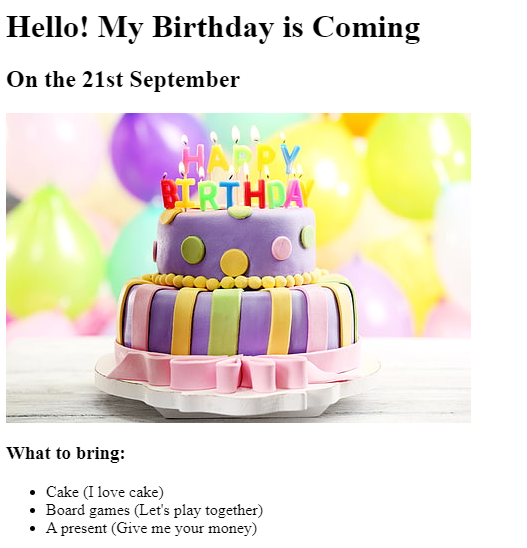 Hello! My Birthday is Coming
On the 21st September
HAPPY
BIRTHDAY
What to bring:
Cake (I love cake)
Board games (Let's play together)
A present (Give me your money)